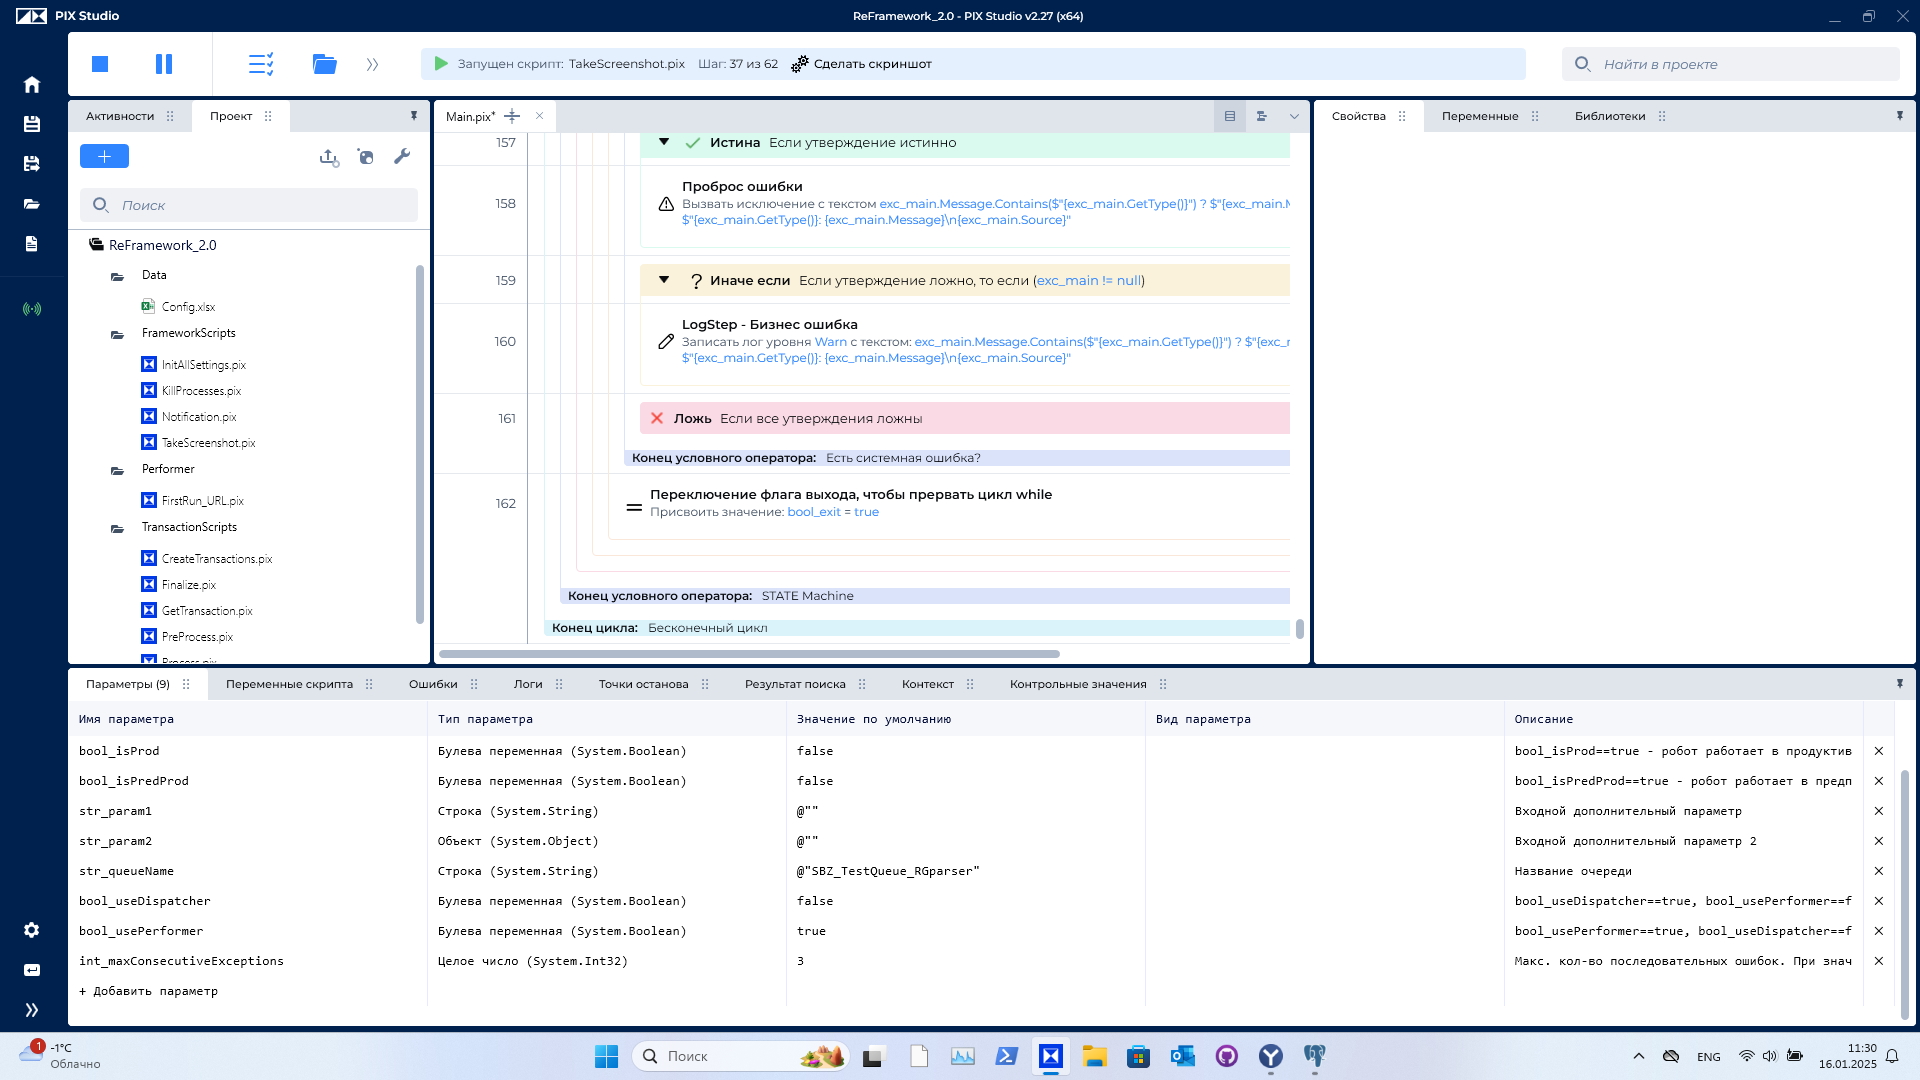 PIX Studio
ReFramework_2.0 - PIX Studio v2.27 (x64)
Запущен скрипт: TakeScreenshot.pix Шаг: 37 из 62 Сделать скриншот
Найти в проекте
Активности
Проект
Main.pix*
Свойства
Переменные
Библиотеки
Поиск
ReFramework_2.0
Data
Config.xlsx
FrameworkScripts
InitAllSettings.pix
KillProcesses.pix
Notification.pix
TakeScreenshot.pix
Performer
FirstRun_URL.pix
TransactionScripts
CreateTransactions.pix
Finalize.pix
GetTransaction.pix
PreProcess.pix
Process.pix
157 Истина Если утверждение истинно
158 Проброс ошибки
Вызвать исключение с текстом exc_main.Message.Contains($"{exc_main.GetType()}") ? $"{exc_main.M
$"{exc_main.GetType()}: {exc_main.Message}\n{exc_main.Source}"
159 ? Иначе если Если утверждение ложно, то если (exc_main != null)
160 LogStep - Бизнес ошибка
Записать лог уровня Warn с текстом: exc_main.Message.Contains($"{exc_main.GetType()}") ? $"{exc_r
$"{exc_main.GetType()}: {exc_main.Message}\n{exc_main.Source}"
161 Ложь Если все утверждения ложны
Конец условного оператора: Есть системная ошибка?
162 Переключение флага выхода, чтобы прервать цикл while
Присвоить значение: bool_exit = true
Конец условного оператора: STATE Machine
Конец цикла: Бесконечный цикл
Параметры (9)
Переменные скрипта
Ошибки
Логи
Точки останова
Результат поиска
Контекст
Контрольные значения
Имя параметра Тип параметра Значение по умолчанию Вид параметра Описание
bool_isProd Булева переменная (System.Boolean) false bool_isProd==true - робот работает в продуктив
bool_isPredProd Булева переменная (System.Boolean) false bool_isPredProd==true - робот работает в предп
str_param1 Строка (System.String) @"" Входной дополнительный параметр
str_param2 Объект (System.Object) @"" Входной дополнительный параметр 2
str_queueName Строка (System.String) @"SBZ_TestQueue_RGparser" Название очереди
bool_useDispatcher Булева переменная (System.Boolean) false bool_useDispatcher==true, bool_usePerformer==f
bool_usePerformer Булева переменная (System.Boolean) true bool_usePerformer==true, bool_useDispatcher==f
int_maxConsecutiveExceptions Целое число (System.Int32) 3 Макс. кол-во последовательных ошибок. При знач
+ Добавить параметр
1
-1°C
Облачно
Поиск
ENG
11:30
16.01.2025